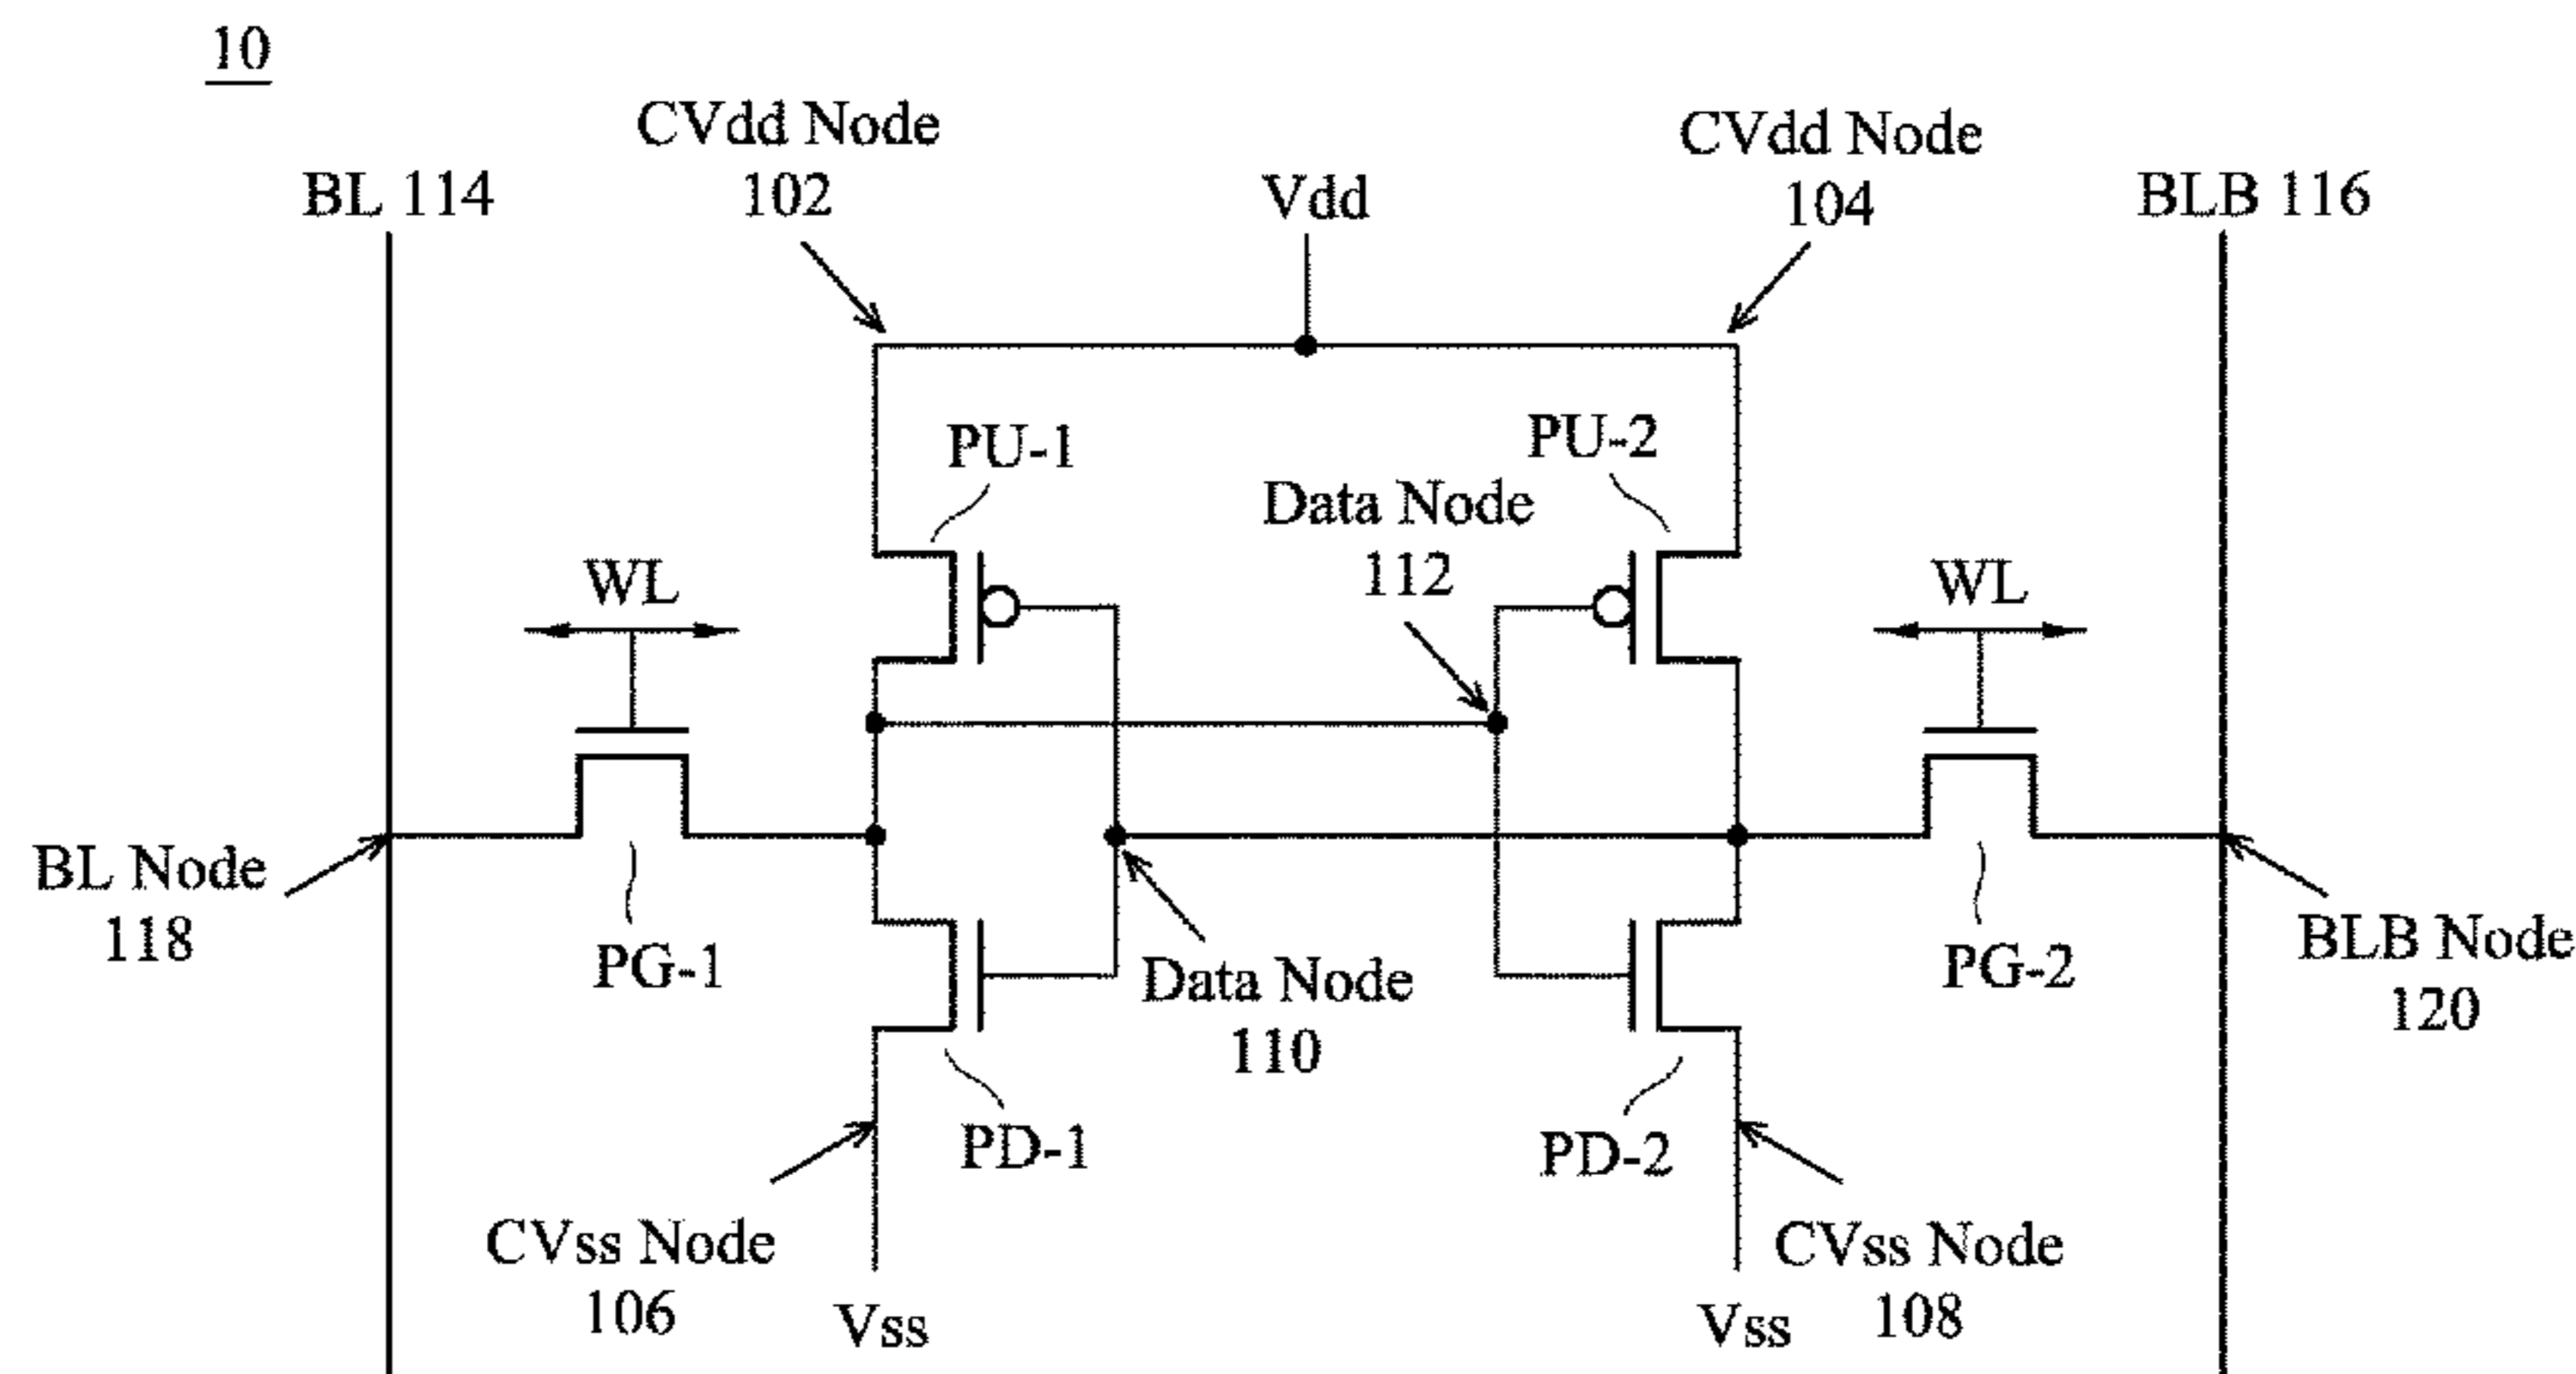 10
CVdd Node
102
CVdd Node
104
BL 114
Vdd
BLB 116
PU-1
PU-2
Data Node
112
WL
WL
BL Node
118
PG-1
Data Node
110
PG-2
BLB Node
120
PD-1
PD-2
CVss Node
106
Vss
Vss
CVss Node
108